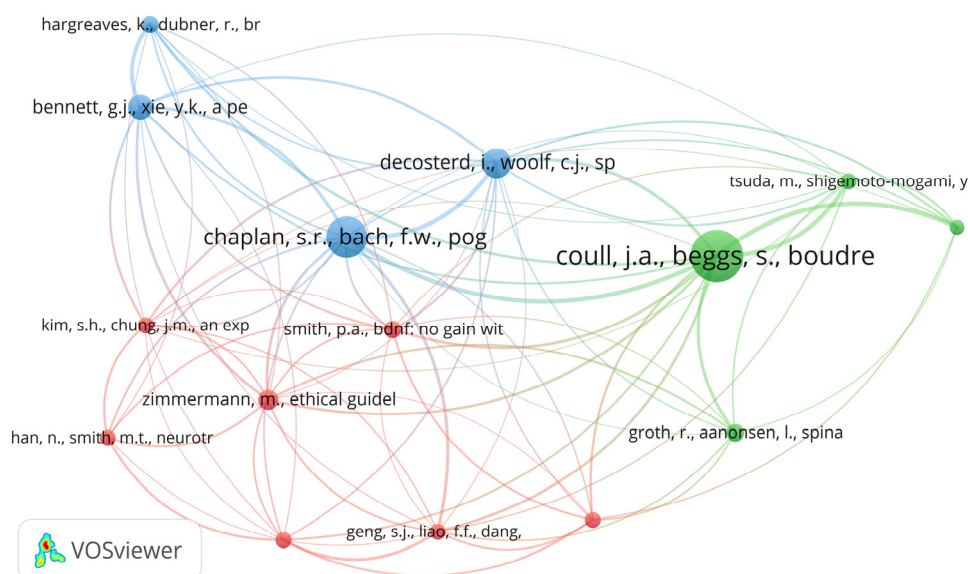 hargreaves, k., dubner, r., br
bennett, g.j., xie, y.k., a pe
decosterd, i., woolf, c.j., sp
tsuda, m., shigemoto-mogami, y
chaplan, s.r., bach, f.w., pog
coull, j.a., beggs, s., boudre
kim, s.h., chung, j.m., an exp
smith, p.a., bdnf: no gain wit
zimmermann, m., ethical guidel
han, n., smith, m.t., neurotr
groth, r., aanonsen, l., spina
geng, s.j., liao, f.f., dang,
VOSviewer